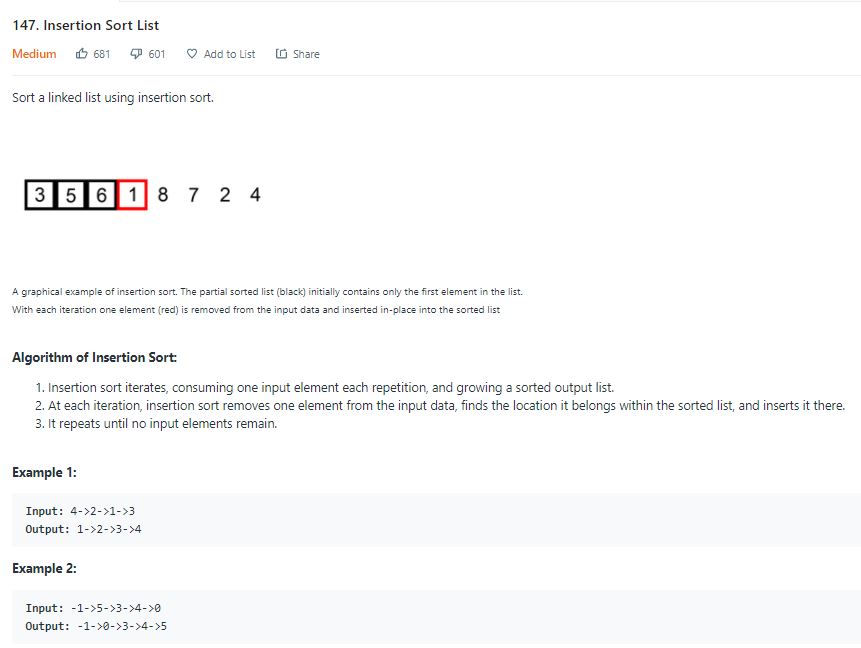 147. Insertion Sort List
Medium 681 601 Add to List Share
Sort a linked list using insertion sort.
3 5 6 1 8 7 2 4
A graphical example of insertion sort. The partial sorted list (black) initially contains only the first element in the list.
With each iteration one element (red) is removed from the input data and inserted in-place into the sorted list
Algorithm of Insertion Sort:
1. Insertion sort iterates, consuming one input element each repetition, and growing a sorted output list.
2. At each iteration, insertion sort removes one element from the input data, finds the location it belongs within the sorted list, and inserts it there.
3. It repeats until no input elements remain.
Example 1:
Input: 4->2->1->3
Output: 1->2->3->4
Example 2:
Input: -1->5->3->4->0
Output: -1->0->3->4->5